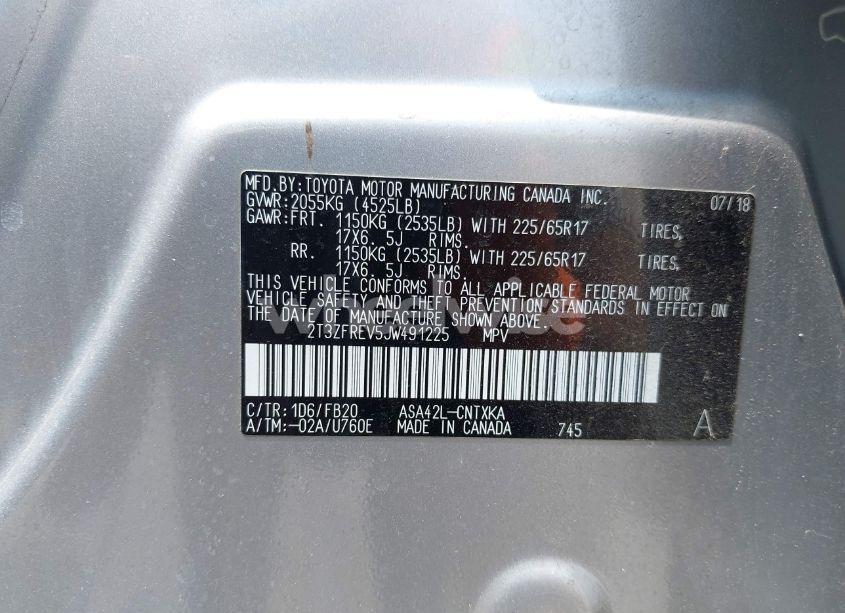 MFD.BY:TOYOTA MOTOR MANUFACTURING CANADA INC. 07/18
GVWR:2055KG (4525LB)
GAWR:FRT. 1150KG (2535LB) WITH 225/65R17 TIRES,
17X6.5J RIMS.
RR. 1150KG (2535LB) WITH 225/65R17 TIRES,
17X6.5J RIMS.
THIS VEHICLE CONFORMS TO ALL APPLICABLE FEDERAL MOTOR
VEHICLE SAFETY AND THEFT PREVENTION STANDARDS IN EFFECT ON
THE DATE OF MANUFACTURE SHOWN ABOVE.
2T3ZFREV5JW491225 MPV
wheelwise
C/TR:1D6/FB20 ASA42L-CNTXKA
A/TM:-02A/U760E MADE IN CANADA 745 A